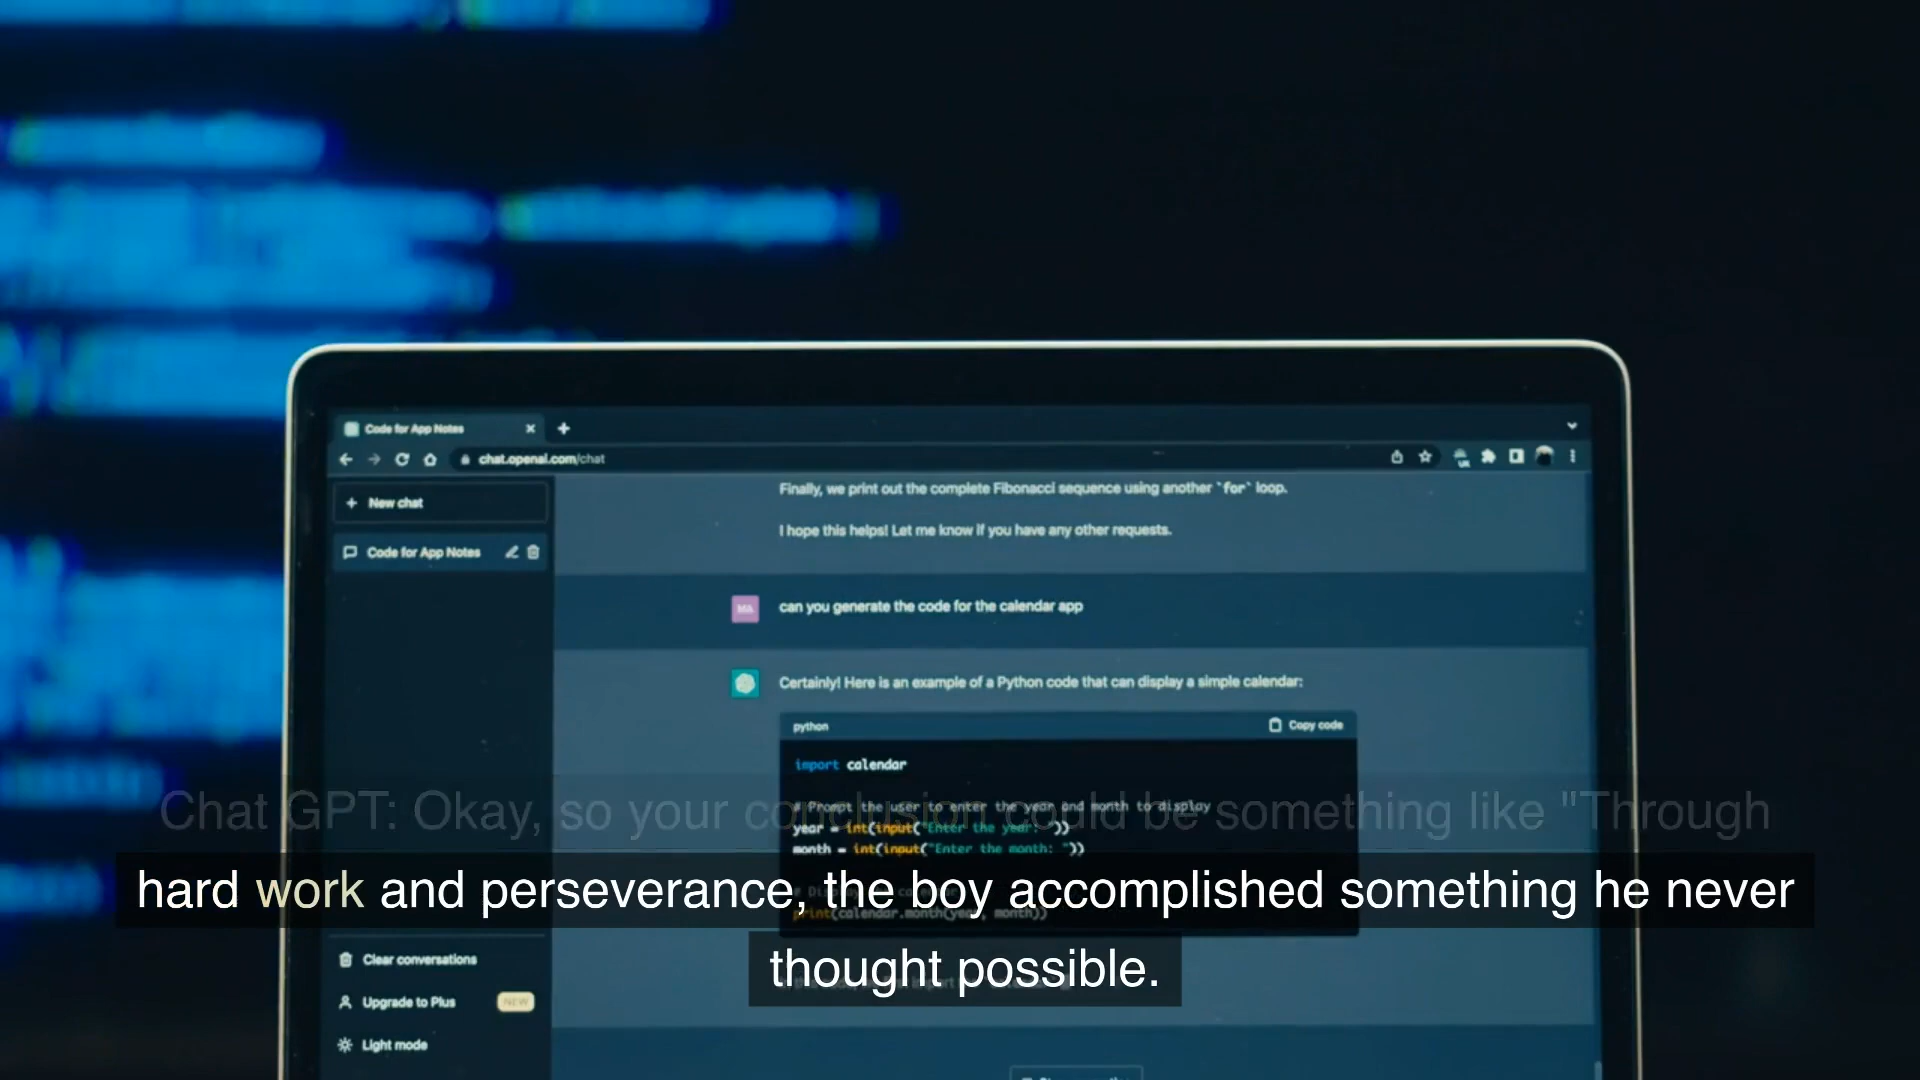 Code for App Notes
chat.openai.com/chat
New chat
Code for App Notes
Finally, we print out the complete Fibonacci sequence using another `for` loop.
I hope this helps! Let me know if you have any other requests.
MA
can you generate the code for the calendar app
Certainly! Here is an example of a Python code that can display a simple calendar:
python
Copy code
import calendar
# Prompt the user to enter the year and month to display
year = int(input("Enter the year: "))
month = int(input("Enter the month: "))
print(calendar.month(year, month))
Chat GPT: Okay, so your conclusion could be something like "Through
hard work and perseverance, the boy accomplished something he never
thought possible.
Clear conversations
Upgrade to Plus
NEW
Light mode